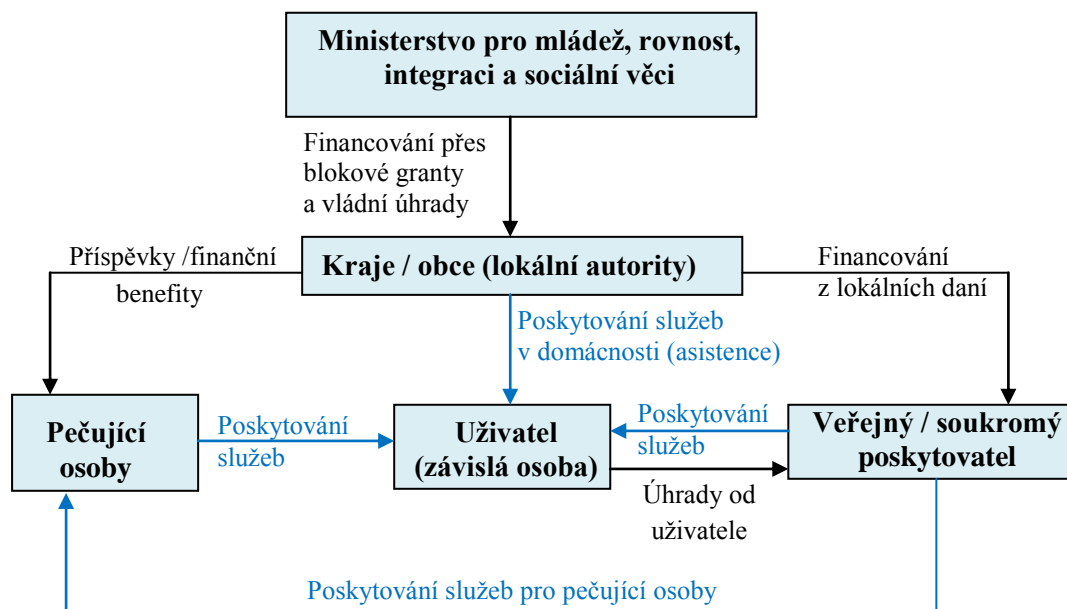 Ministerstvo pro mládež, rovnost,
integraci a sociální věci
Financování přes
blokové granty
a vládní úhrady
Příspěvky /finanční
benefity
Kraje / obce (lokální autority)
Financování
z lokálních daní
Poskytování služeb
v domácnosti (asistence)
Pečující
osoby
Poskytování
služeb
Uživatel
(závislá osoba)
Poskytování
služeb
Veřejný / soukromý
poskytovatel
Úhrady od
uživatele
Poskytování služeb pro pečující osoby